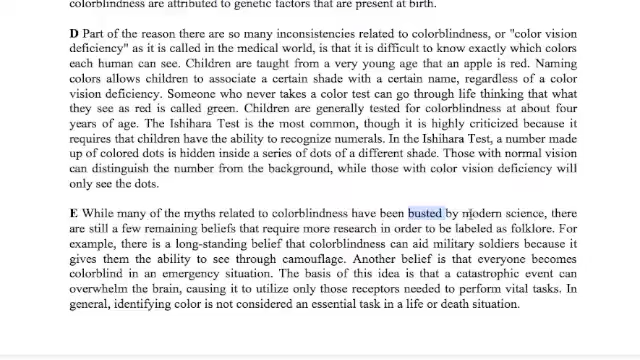 colorblindness are attributed to genetic factors that are present at birth.
D Part of the reason there are so many inconsistencies related to colorblindness, or "color vision
deficiency" as it is called in the medical world, is that it is difficult to know exactly which colors
each human can see. Children are taught from a very young age that an apple is red. Naming
colors allows children to associate a certain shade with a certain name, regardless of a color
vision deficiency. Someone who never takes a color test can go through life thinking that what
they see as red is called green. Children are generally tested for colorblindness at about four
years of age. The Ishihara Test is the most common, though it is highly criticized because it
requires that children have the ability to recognize numerals. In the Ishihara Test, a number made
up of colored dots is hidden inside a series of dots of a different shade. Those with normal vision
can distinguish the number from the background, while those with color vision deficiency will
only see the dots.
E While many of the myths related to colorblindness have been busted by modern science, there
are still a few remaining beliefs that require more research in order to be labeled as folklore. For
example, there is a long-standing belief that colorblindness can aid military soldiers because it
gives them the ability to see through camouflage. Another belief is that everyone becomes
colorblind in an emergency situation. The basis of this idea is that a catastrophic event can
overwhelm the brain, causing it to utilize only those receptors needed to perform vital tasks. In
general, identifying color is not considered an essential task in a life or death situation.